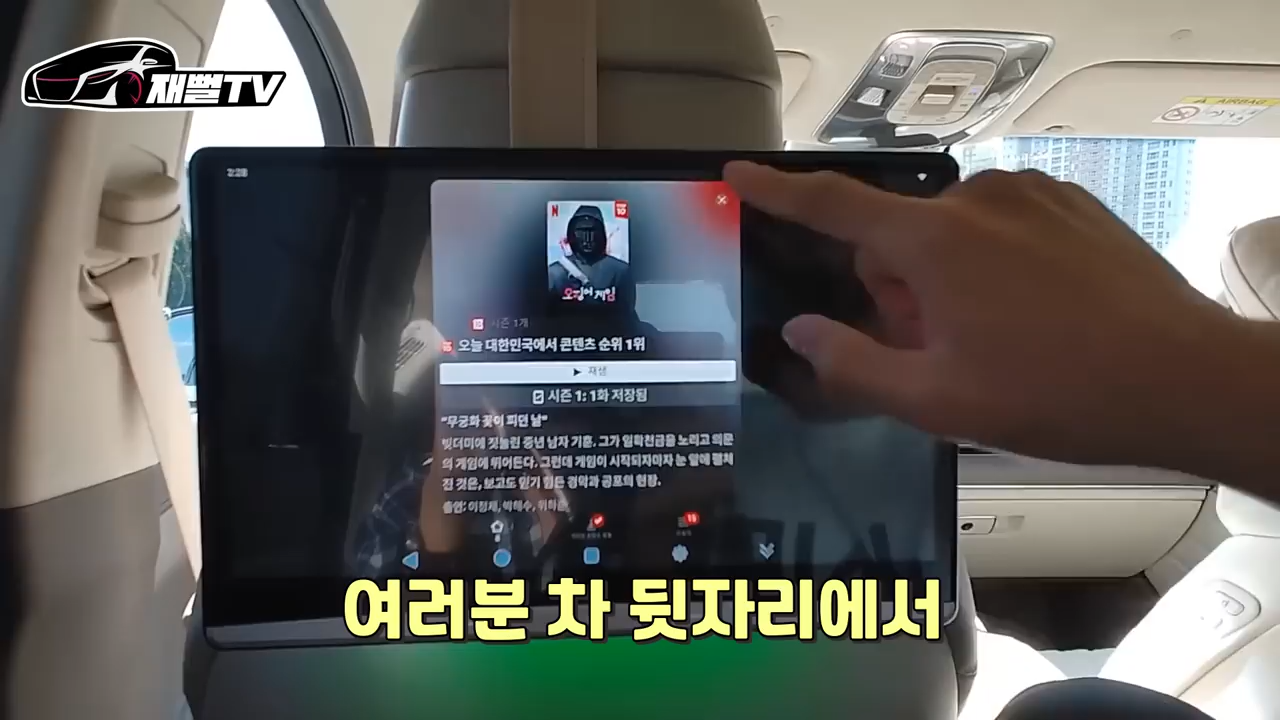 재뻘TV
AIRBAG
2:28
N
TOP
10
오징어 게임
10 시즌 1개
10 오늘 대한민국에서 콘텐츠 순위 1위
▶ 재생
시즌 1: 1화 저장됨
"무궁화 꽃이 피던 날"
빚더미에 짓눌린 중년 남자 기훈. 그가 일확천금을 노리고 의문
의 게임에 뛰어든다. 그런데 게임이 시작되자마자 눈 앞에 펼쳐
진 것은, 보고도 믿기 힘든 경악과 공포의 현장.
출연: 이정재, 박해수, 위하준
여러분 차 뒷자리에서